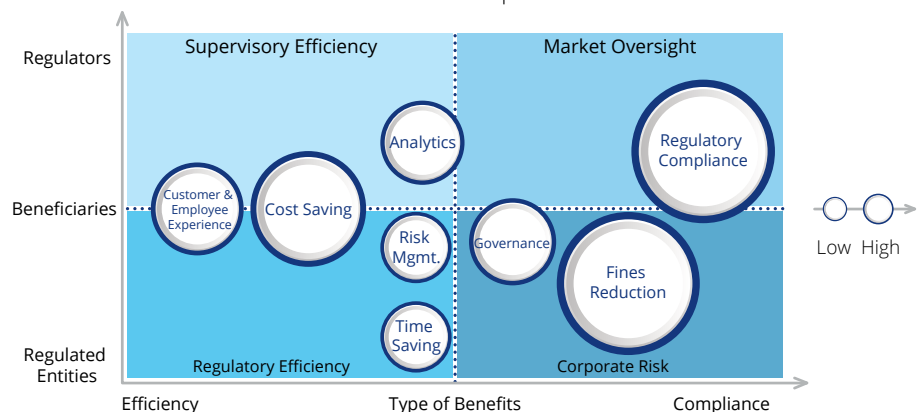 Regulators
Supervisory Efficiency
Market Oversight
Analytics
Regulatory
Compliance
Beneficiaries
Customer &
Employee
Experience
Cost Saving
Risk
Mgmt.
Governance
Fines
Reduction
Low High
Time
Saving
Regulated
Entities
Regulatory Efficiency
Corporate Risk
Efficiency
Type of Benefits
Compliance